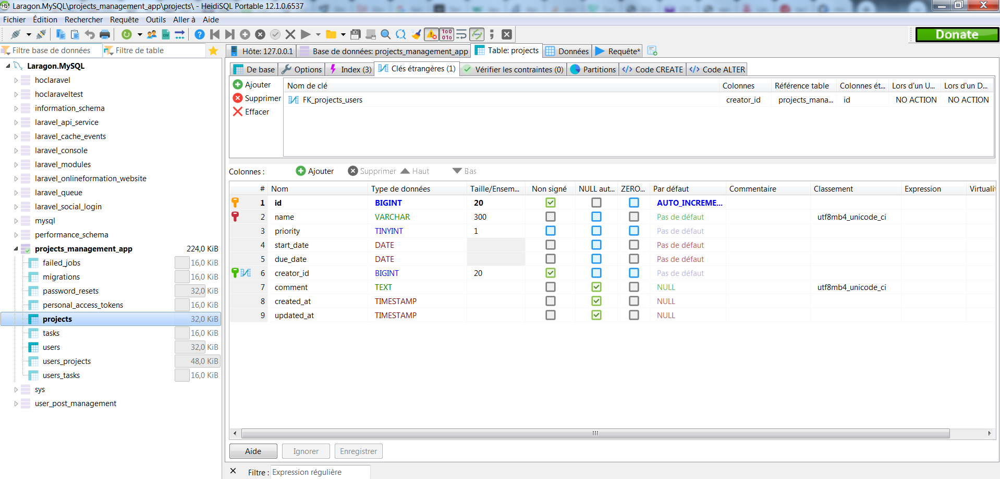 Laragon.MySQL\projects_management_app\projects\ - HeidiSQL Portable 12.1.0.6537
Fichier Édition Rechercher Requête Outils Aller à Aide
Donate
Filtre base de données Filtre de table
Hôte: 127.0.0.1 Base de données: projects_management_app Table: projects Données Requête*
De base Options Index (3) Clés étrangères (1) Vérifier les contraintes (0) Partitions Code CREATE Code ALTER
Laragon.MySQL
hoclaravel
hoclaraveltest
information_schema
laravel_api_service
laravel_cache_events
laravel_console
laravel_modules
laravel_onlineformation_website
laravel_queue
laravel_social_login
mysql
performance_schema
projects_management_app 224,0 KiB
failed_jobs 16,0 KiB
migrations 16,0 KiB
password_resets 32,0 KiB
personal_access_tokens 16,0 KiB
projects 32,0 KiB
tasks 16,0 KiB
users 32,0 KiB
users_projects 48,0 KiB
users_tasks 16,0 KiB
sys
user_post_management
Ajouter
Supprimer
Effacer
Nom de clé Colonnes Référence table Colonnes ét... Lors d'un U... Lors d'un D...
FK_projects_users creator_id projects_mana... id NO ACTION NO ACTION
Colonnes : Ajouter Supprimer Haut Bas
# Nom Type de données Taille/Ensem... Non signé NULL aut... ZERO... Par défaut Commentaire Classement Expression Virtualit
1 id BIGINT 20 AUTO_INCREME...
2 name VARCHAR 300 Pas de défaut utf8mb4_unicode_ci
3 priority TINYINT 1 Pas de défaut
4 start_date DATE Pas de défaut
5 due_date DATE Pas de défaut
6 creator_id BIGINT 20 Pas de défaut
7 comment TEXT NULL utf8mb4_unicode_ci
8 created_at TIMESTAMP NULL
9 updated_at TIMESTAMP NULL
Aide Ignorer Enregistrer
Filtre : Expression régulière